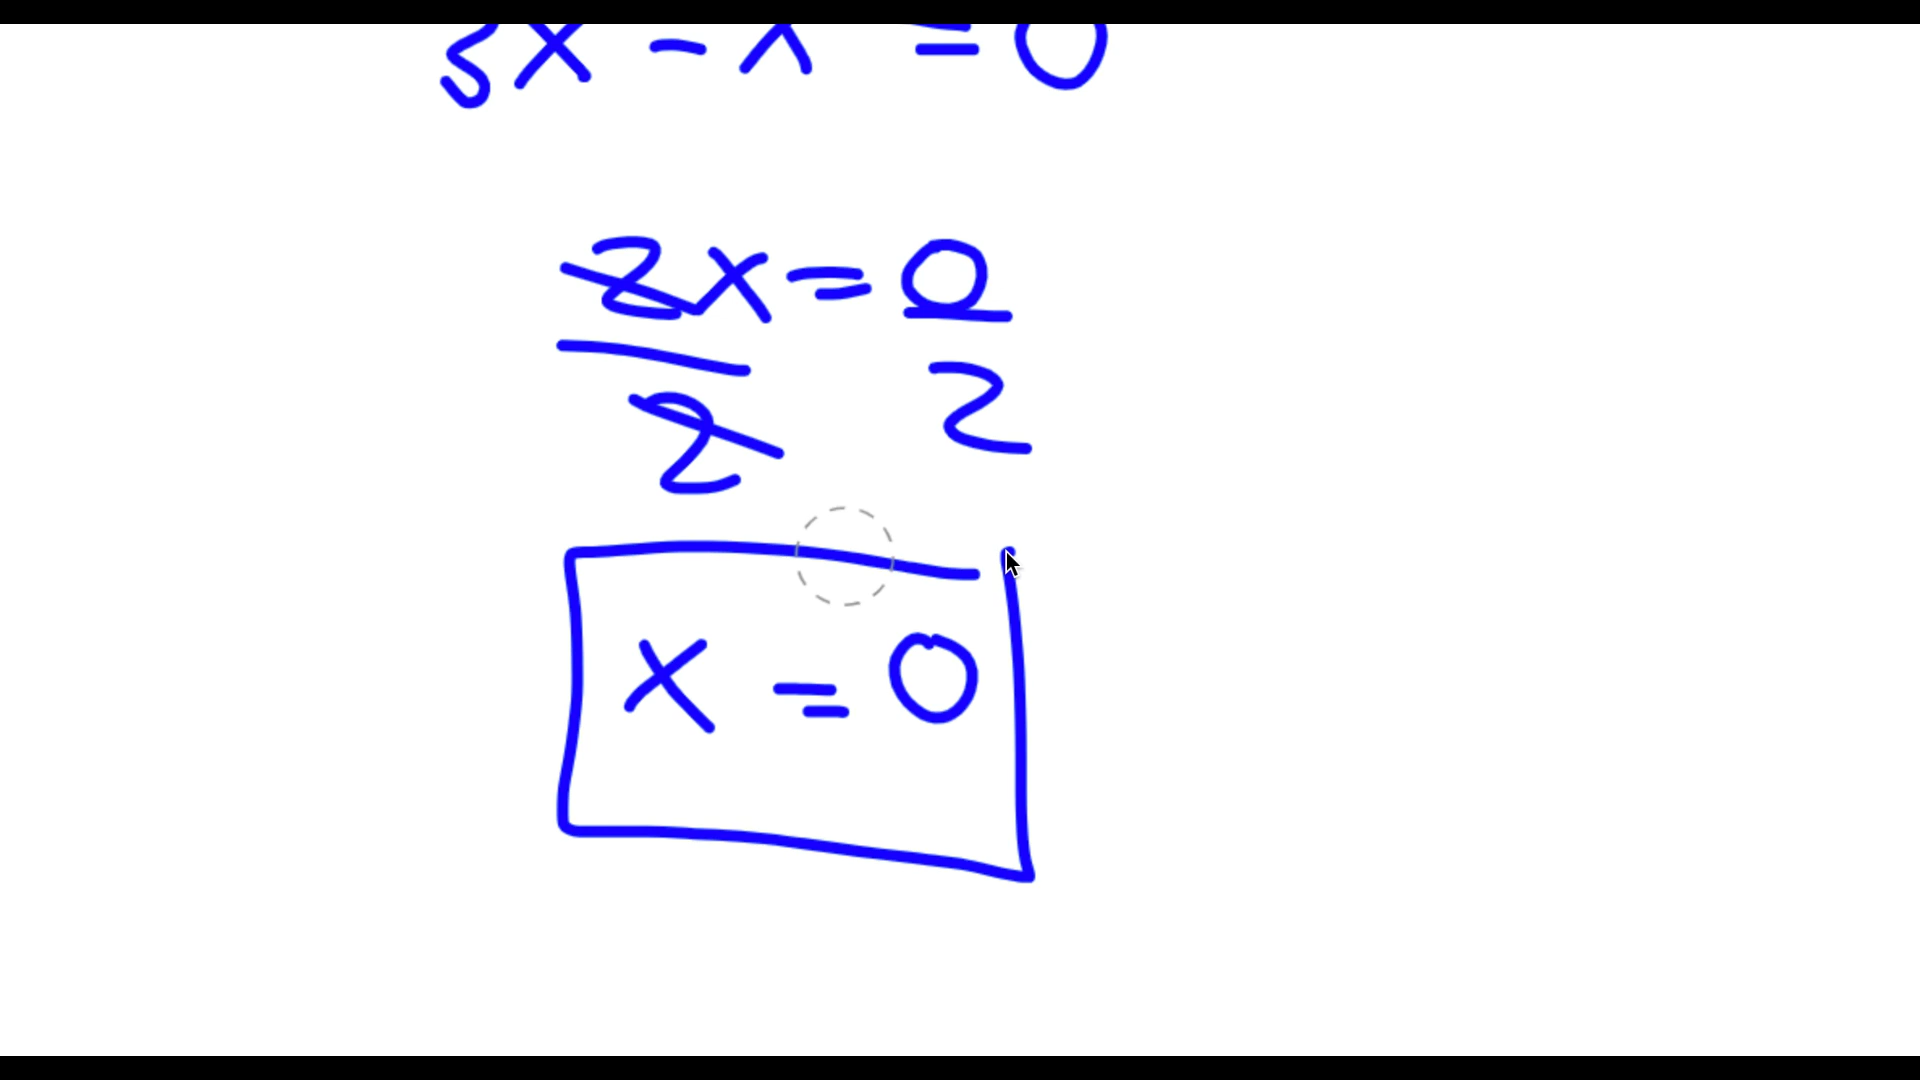 3x - x = 0
2x = 0
2 2
x = 0